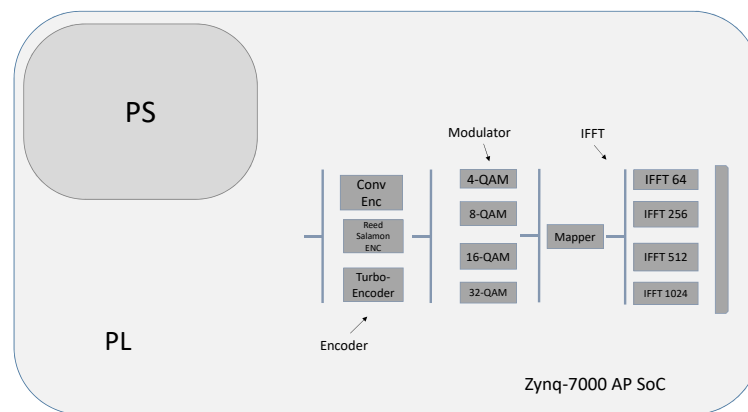 PS
Modulator
IFFT
Conv
Enc
Reed
Salamon
ENC
Turbo-
Encoder
4-QAM
8-QAM
16-QAM
32-QAM
Mapper
IFFT 64
IFFT 256
IFFT 512
IFFT 1024
Encoder
PL
Zynq-7000 AP SoC